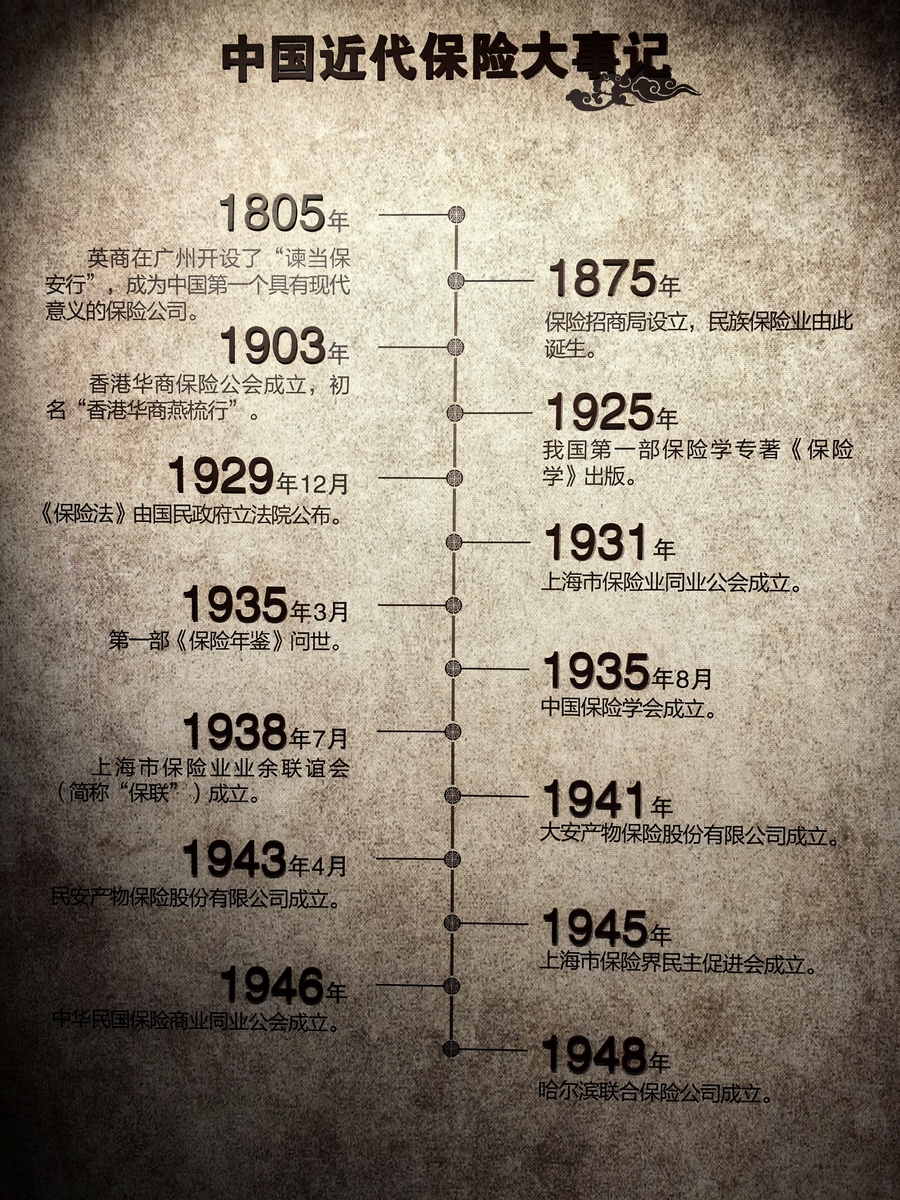 中国近代保险大事记
1805年
英商在广州开设了“谏当保
安行”，成为中国第一个具有现代
意义的保险公司。
1875年
保险招商局设立，民族保险业由此
诞生。
1903年
香港华商保险公会成立，初
名“香港华商燕梳行”。
1925年
我国第一部保险学专著《保险
学》出版。
1929年12月
《保险法》由国民政府立法院公布。
1931年
上海市保险业同业公会成立。
1935年3月
第一部《保险年鉴》问世。
1935年8月
中国保险学会成立。
1938年7月
上海市保险业业余联谊会
（简称“保联”）成立。
1941年
大安产物保险股份有限公司成立。
1943年4月
民安产物保险股份有限公司成立。
1945年
上海市保险界民主促进会成立。
1946年
中华民国保险商业同业公会成立。
1948年
哈尔滨联合保险公司成立。